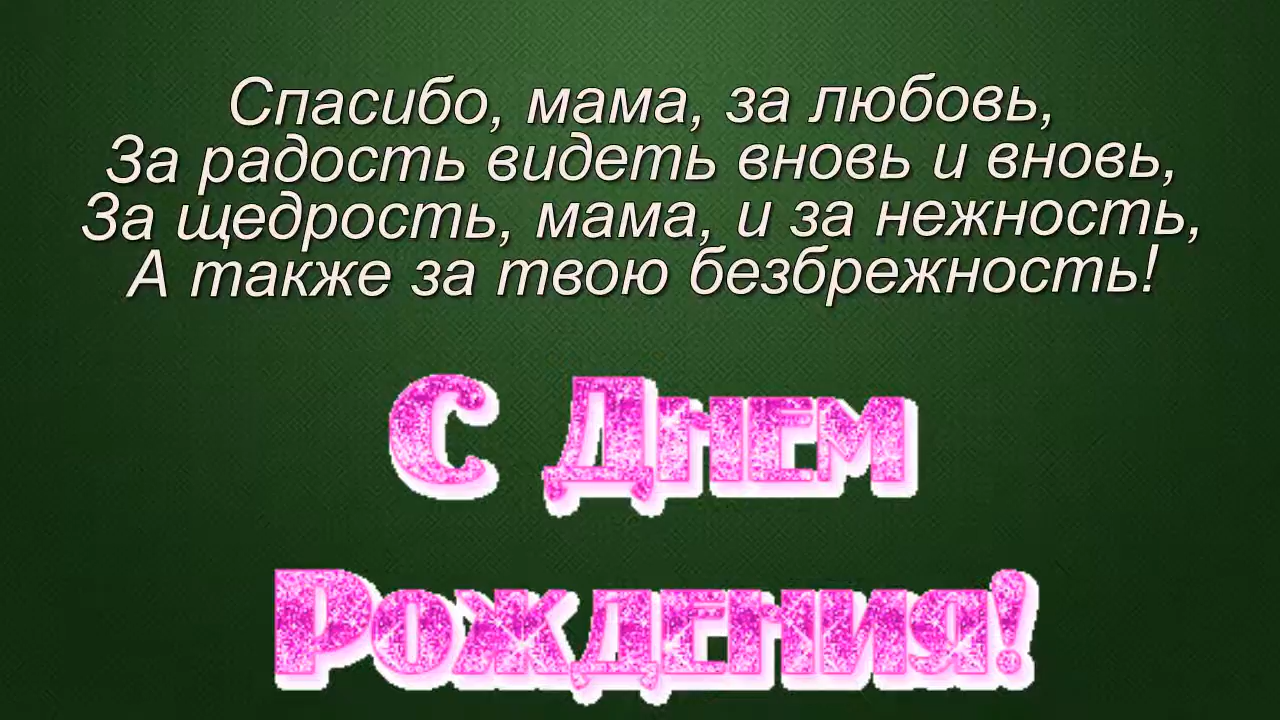 Спасибо, мама, за любовь,
За радость видеть вновь и вновь,
За щедрость, мама, и за нежность,
А также за твою безбрежность!
С Днем
Рождения!